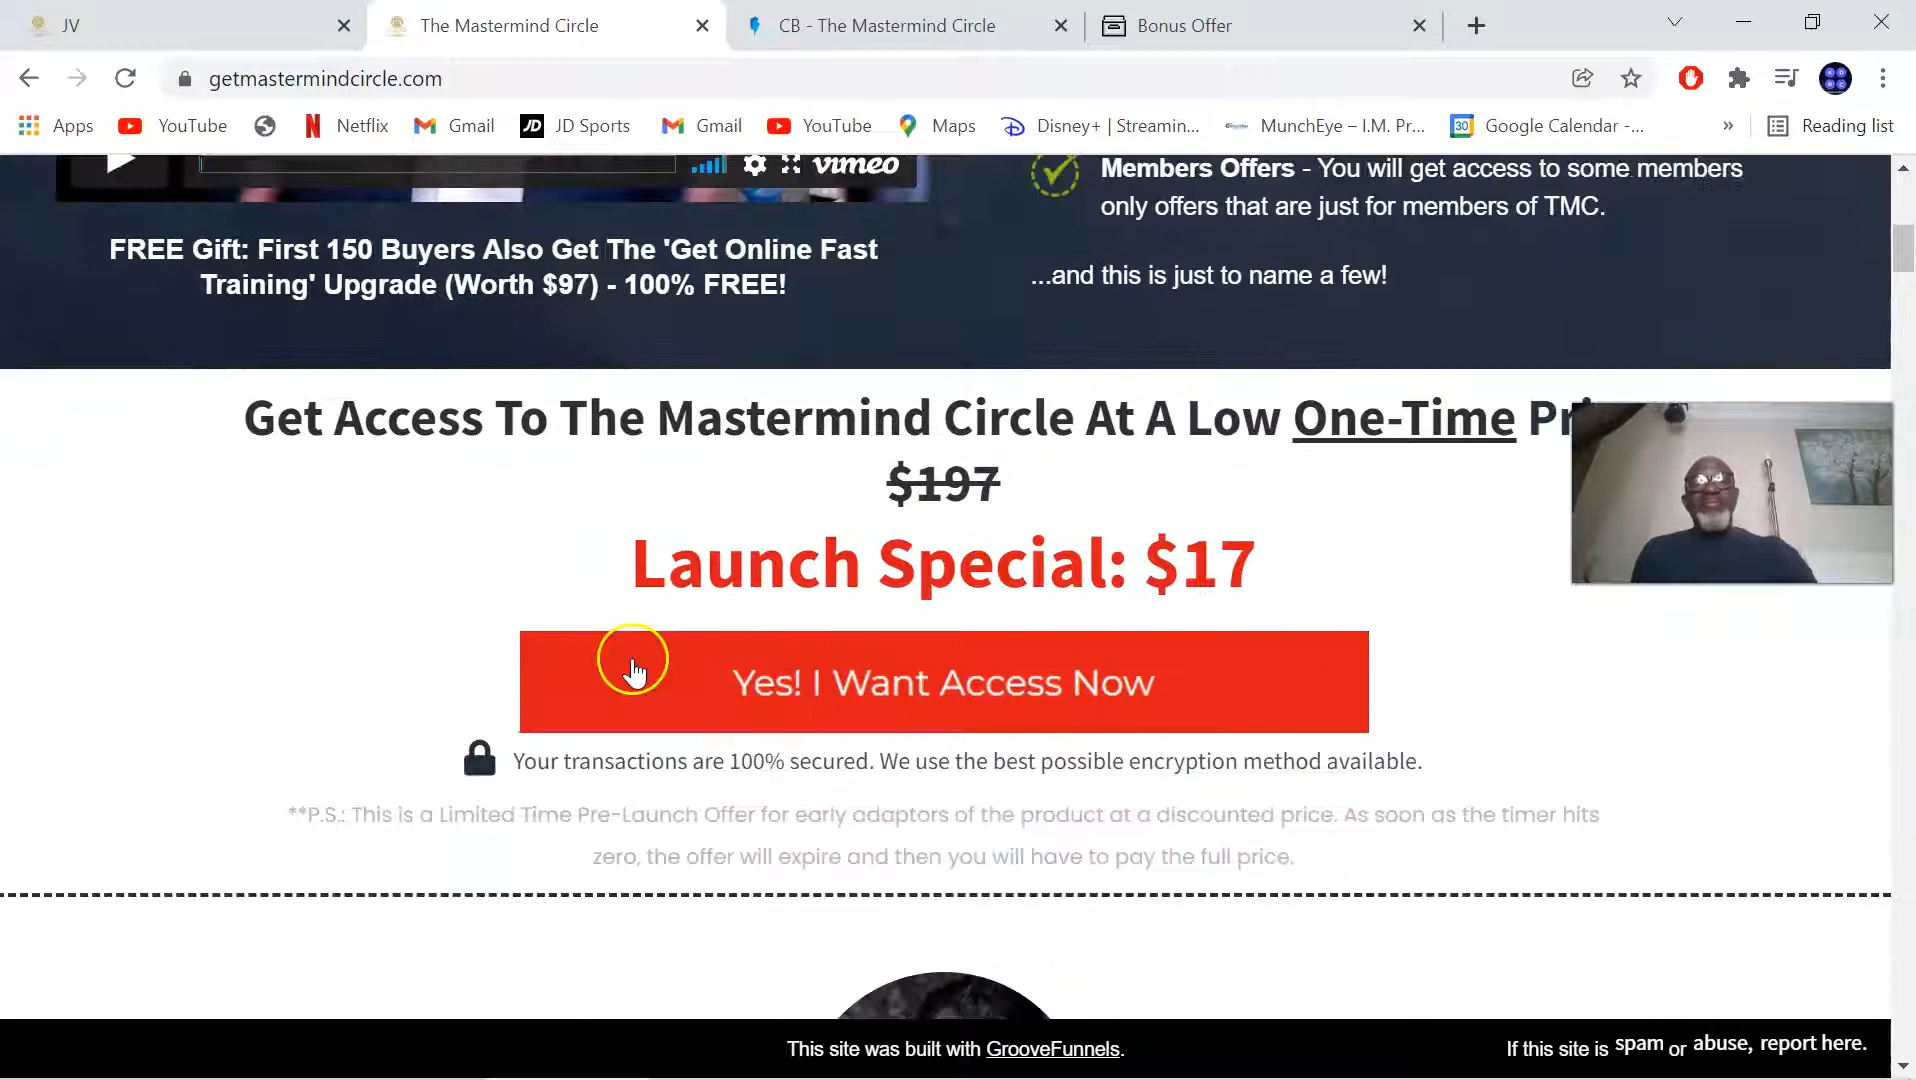 JV
The Mastermind Circle
CB - The Mastermind Circle
Bonus Offer
getmastermindcircle.com
Apps
YouTube
Netflix
Gmail
JD
JD Sports
Gmail
YouTube
Maps
Disney+ | Streamin...
MunchEye – I.M. Pr...
30
Google Calendar -...
»
Reading list
vimeo
Members Offers - You will get access to some members
only offers that are just for members of TMC.
...and this is just to name a few!
FREE Gift: First 150 Buyers Also Get The 'Get Online Fast
Training' Upgrade (Worth $97) - 100% FREE!
Get Access To The Mastermind Circle At A Low One-Time
$197
Launch Special: $17
Yes! I Want Access Now
Your transactions are 100% secured. We use the best possible encryption method available.
**P.S.: This is a Limited Time Pre-Launch Offer for early adaptors of the product at a discounted price. As soon as the timer hits
zero, the offer will expire and then you will have to pay the full price.
This site was built with GrooveFunnels.
If this site is spam or abuse, report here.